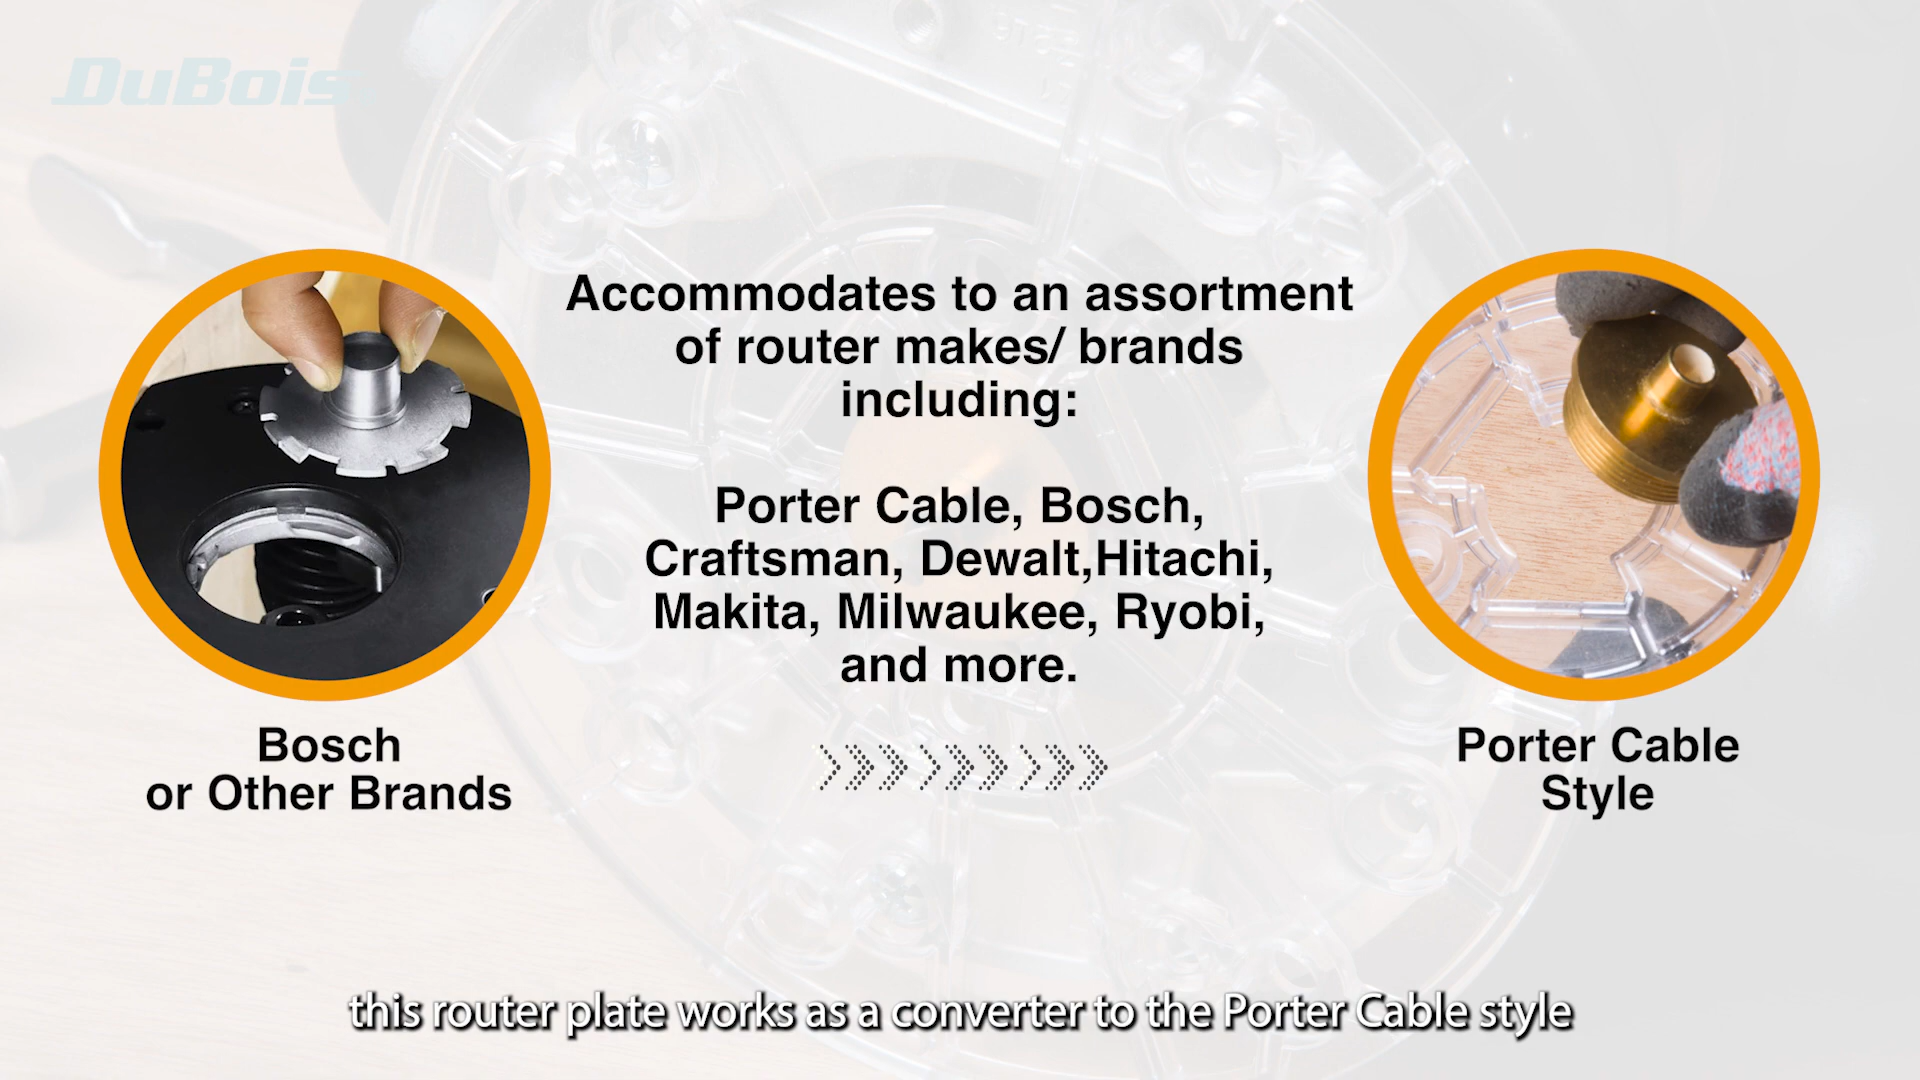 DuBois
Accommodates to an assortment
of router makes/ brands
including:
Porter Cable, Bosch,
Craftsman, Dewalt,Hitachi,
Makita, Milwaukee, Ryobi,
and more.
Bosch
or Other Brands
Porter Cable
Style
this router plate works as a converter to the Porter Cable style